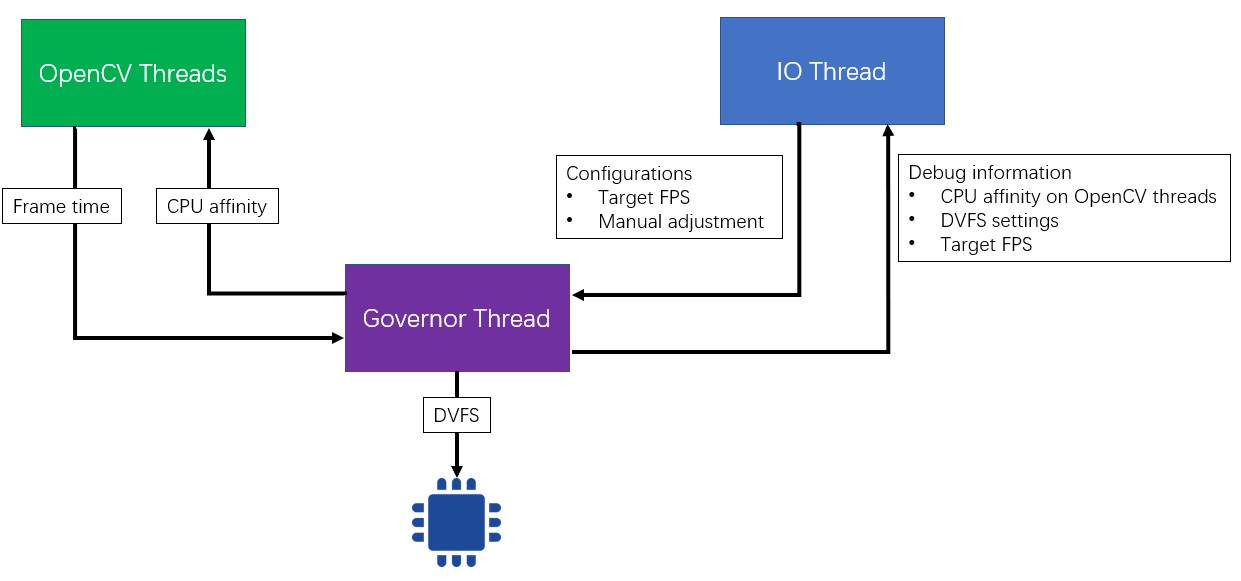 OpenCV Threads
IO Thread
Frame time
CPU affinity
Configurations
• Target FPS
• Manual adjustment
Debug information
• CPU affinity on OpenCV threads
• DVFS settings
• Target FPS
Governor Thread
DVFS